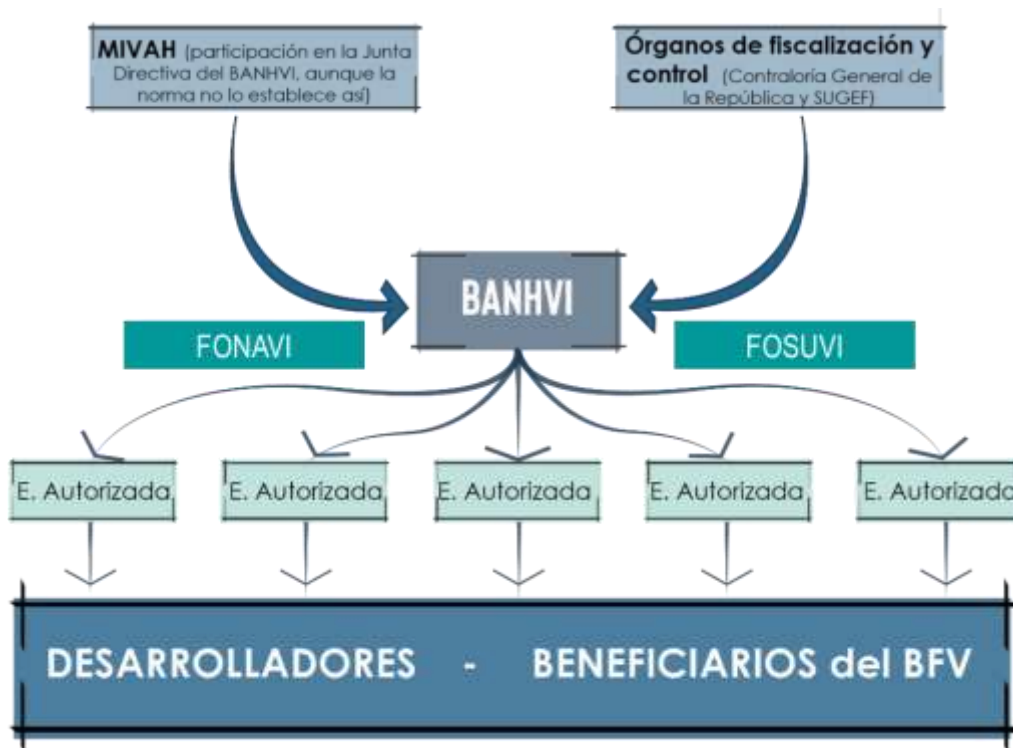 MIVAH (participación en la Junta
Directiva del BANHVI, aunque la
norma no lo establece así)
Órganos de fiscalización y
control (Contraloría General de
la República y SUGEF)
BANHVI
FONAVI
FOSUVI
E. Autorizada
E. Autorizada
E. Autorizada
E. Autorizada
E. Autorizada
DESARROLLADORES - BENEFICIARIOS del BFV